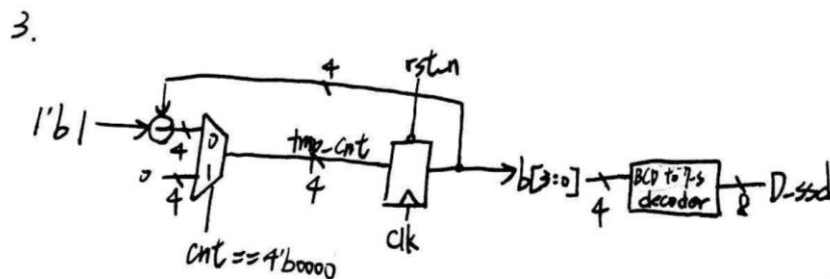 3.
4
rst_n
1'b1
4
0
1
tmp_cnt
4
0
4
cnt == 4'b0000
clk
b[3:0]
4
BCD to 7-s
decoder
8
D_ssd